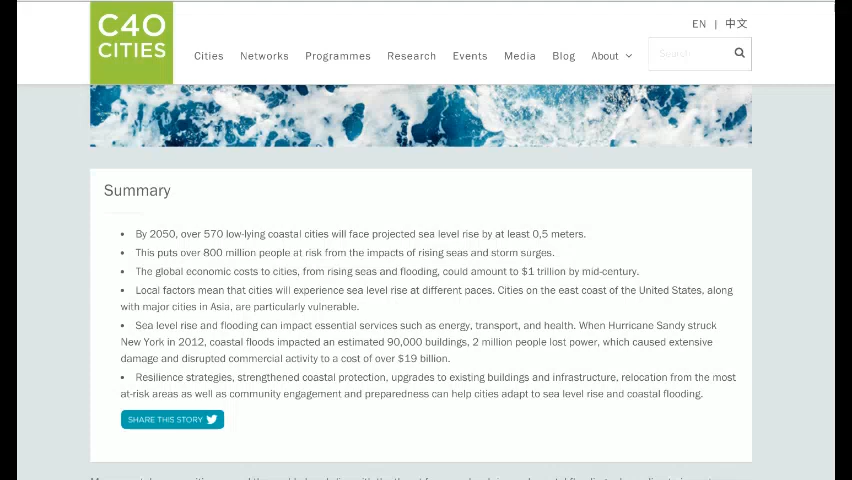 C40
CITIES
EN | 中文
Cities Networks Programmes Research Events Media Blog About
Search
Summary
• By 2050, over 570 low-lying coastal cities will face projected sea level rise by at least 0,5 meters.
• This puts over 800 million people at risk from the impacts of rising seas and storm surges.
• The global economic costs to cities, from rising seas and flooding, could amount to $1 trillion by mid-century.
• Local factors mean that cities will experience sea level rise at different paces. Cities on the east coast of the United States, along
with major cities in Asia, are particularly vulnerable.
• Sea level rise and flooding can impact essential services such as energy, transport, and health. When Hurricane Sandy struck
New York in 2012, coastal floods impacted an estimated 90,000 buildings, 2 million people lost power, which caused extensive
damage and disrupted commercial activity to a cost of over $19 billion.
• Resilience strategies, strengthened coastal protection, upgrades to existing buildings and infrastructure, relocation from the most
at-risk areas as well as community engagement and preparedness can help cities adapt to sea level rise and coastal flooding.
SHARE THIS STORY